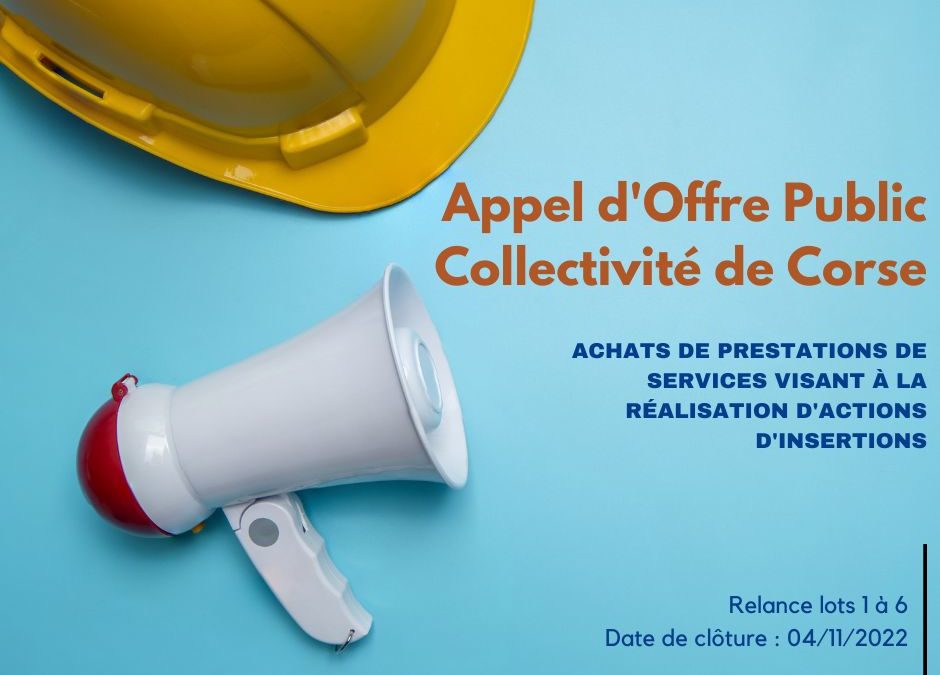 Appel d'Offre Public
Collectivité de Corse
ACHATS DE PRESTATIONS DE
SERVICES VISANT À LA
RÉALISATION D'ACTIONS
D'INSERTIONS
Relance lots 1 à 6
Date de clôture : 04/11/2022